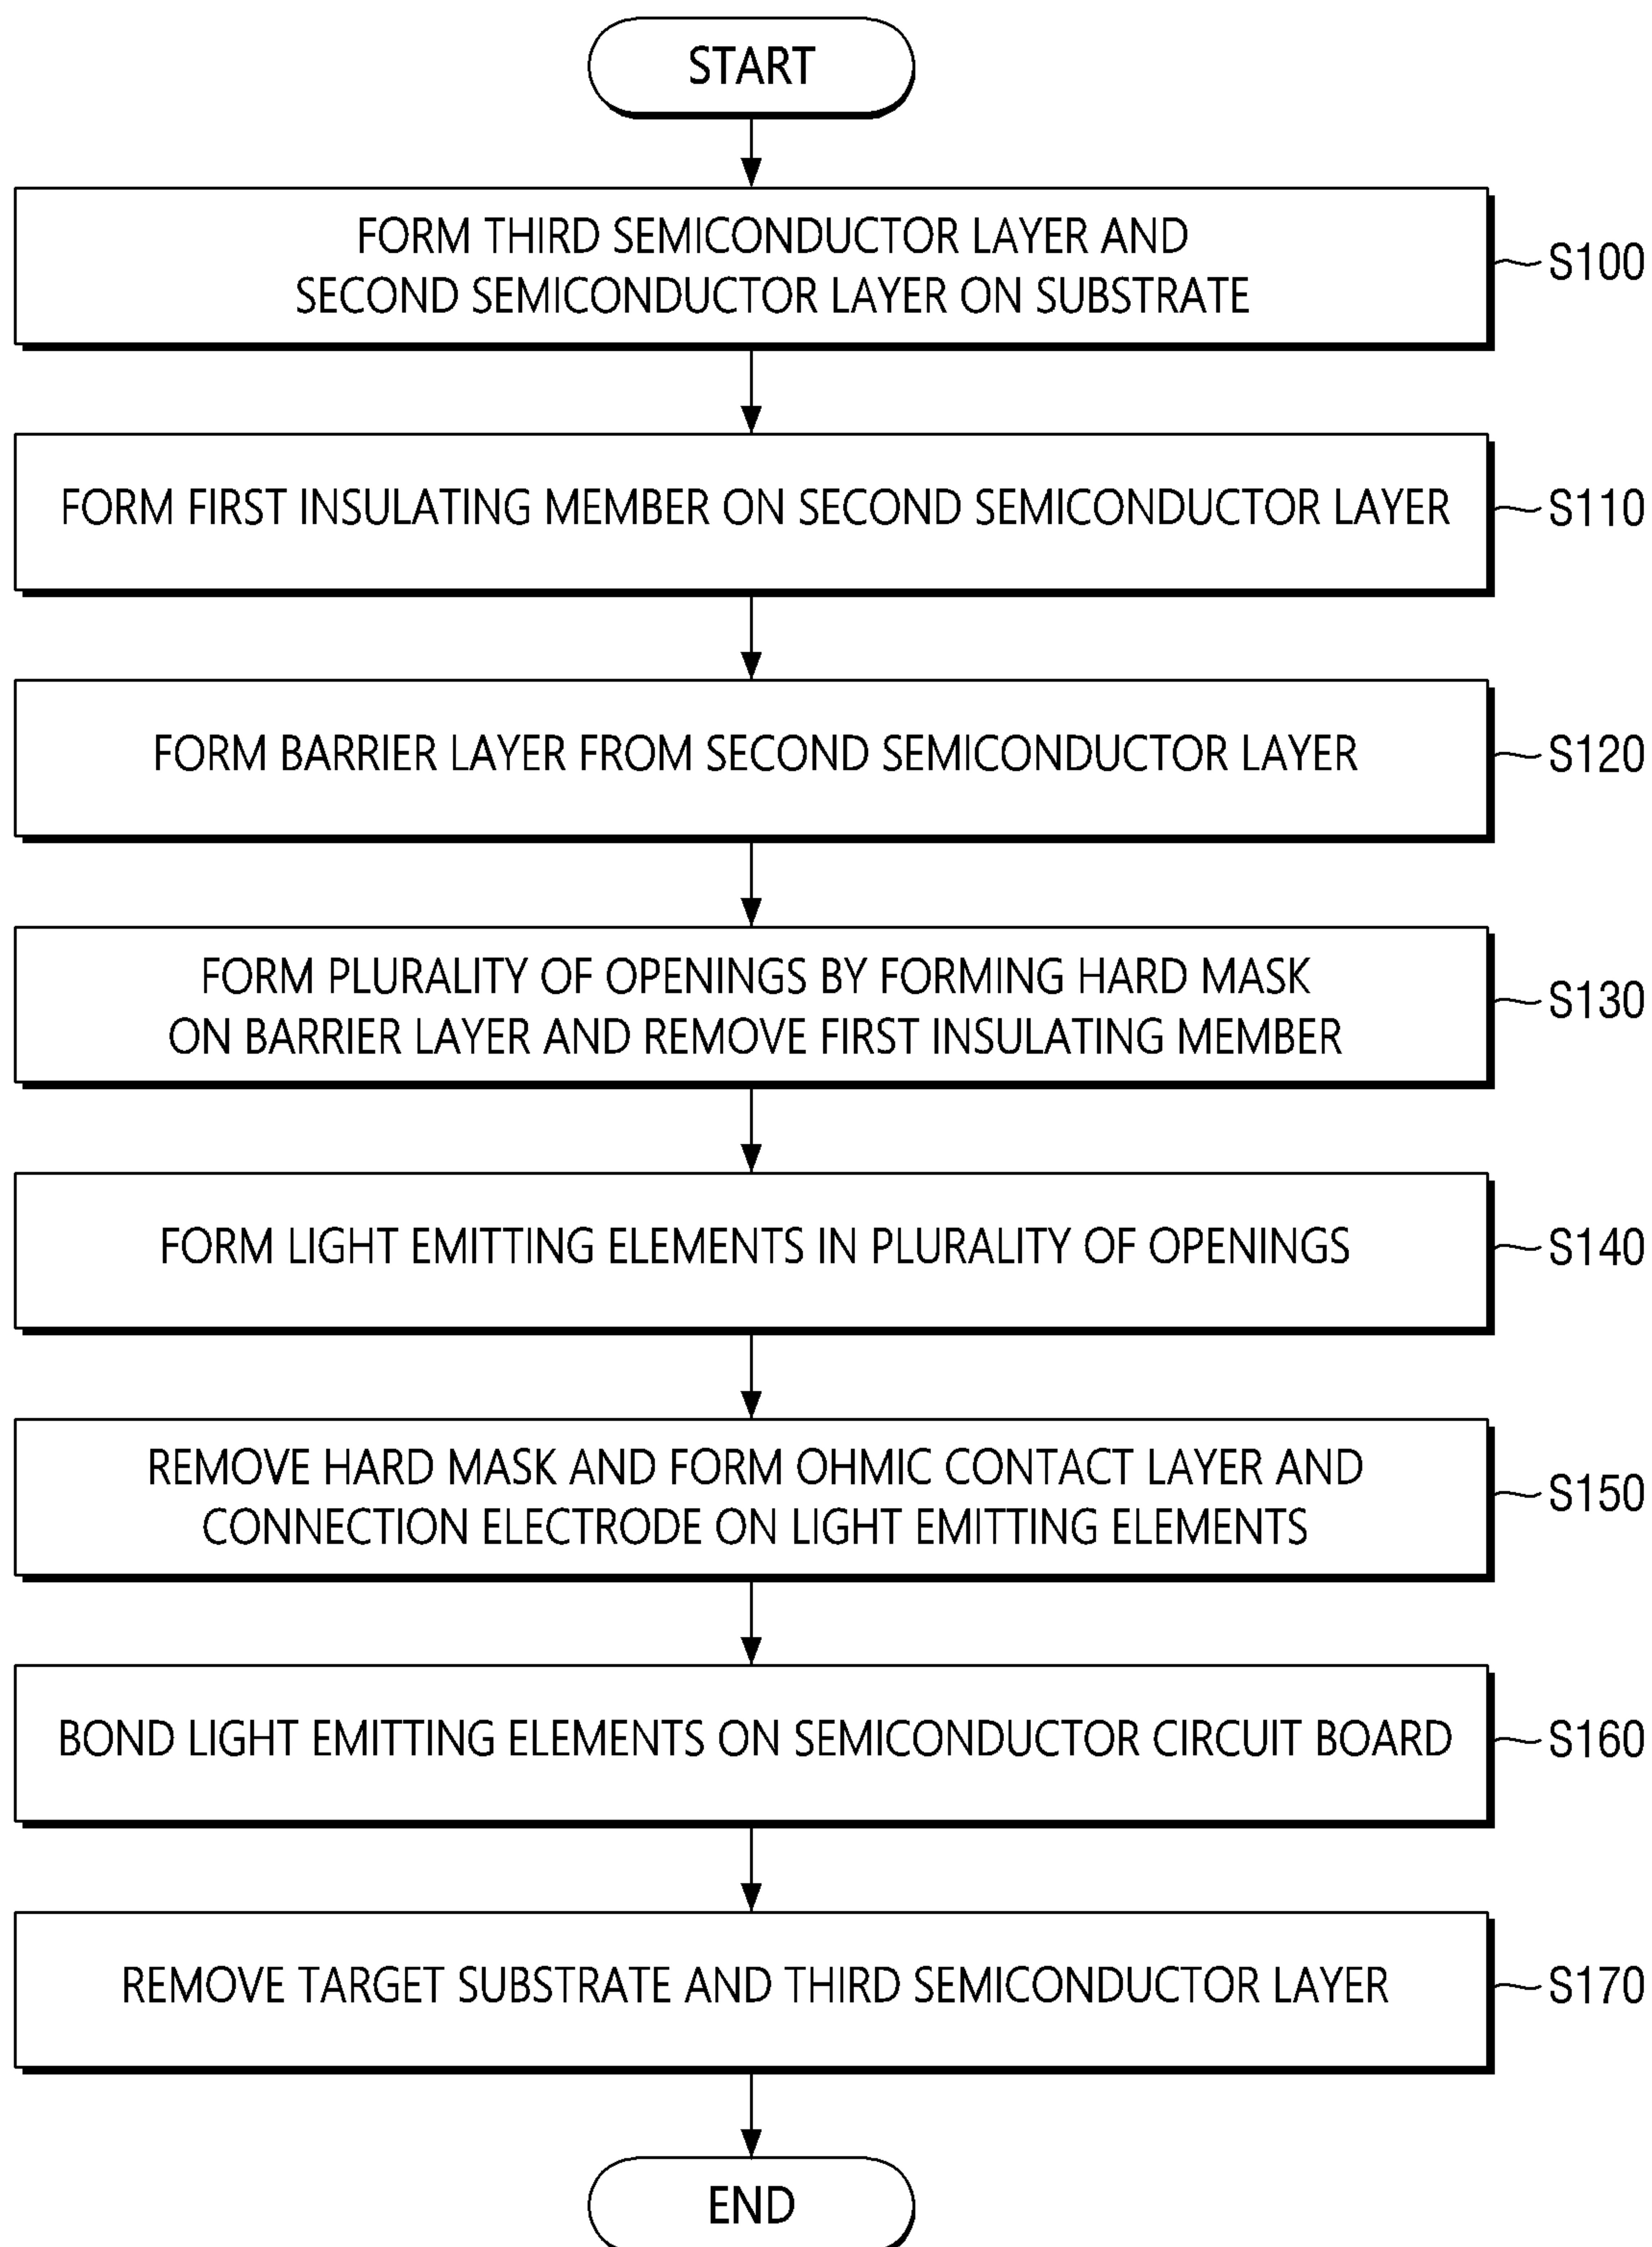 START
FORM THIRD SEMICONDUCTOR LAYER AND
SECOND SEMICONDUCTOR LAYER ON SUBSTRATE
S100
FORM FIRST INSULATING MEMBER ON SECOND SEMICONDUCTOR LAYER
S110
FORM BARRIER LAYER FROM SECOND SEMICONDUCTOR LAYER
S120
FORM PLURALITY OF OPENINGS BY FORMING HARD MASK
ON BARRIER LAYER AND REMOVE FIRST INSULATING MEMBER
S130
FORM LIGHT EMITTING ELEMENTS IN PLURALITY OF OPENINGS
S140
REMOVE HARD MASK AND FORM OHMIC CONTACT LAYER AND
CONNECTION ELECTRODE ON LIGHT EMITTING ELEMENTS
S150
BOND LIGHT EMITTING ELEMENTS ON SEMICONDUCTOR CIRCUIT BOARD
S160
REMOVE TARGET SUBSTRATE AND THIRD SEMICONDUCTOR LAYER
S170
END